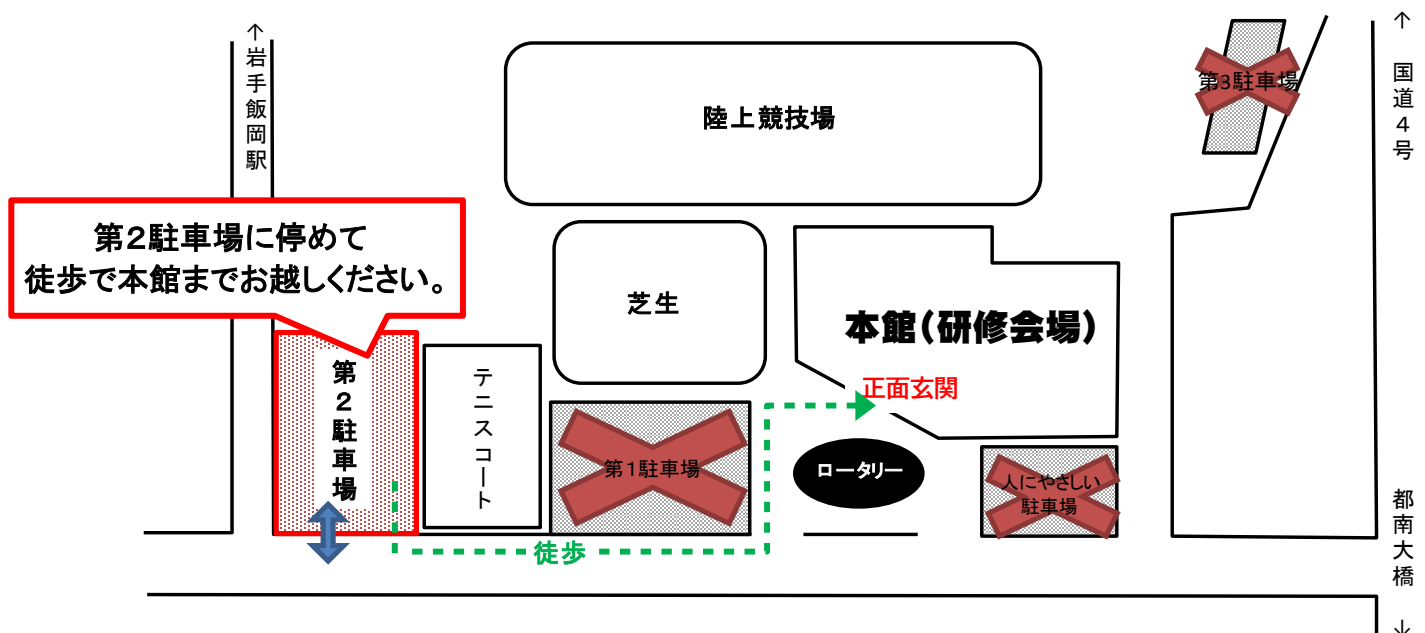 ↑岩手飯岡駅
陸上競技場
第3駐車場
↑ 国道4号
第2駐車場に停めて
徒歩で本館までお越しください。
芝生
本館(研修会場)
正面玄関
第2駐車場
テニスコート
第1駐車場
ロータリー
人にやさしい
駐車場
徒歩
都南大橋 ↓